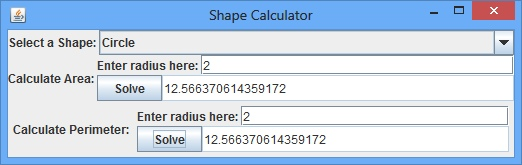 Shape Calculator
Select a Shape: Circle
Enter radius here: 2
Calculate Area:
Solve 12.566370614359172
Enter radius here: 2
Calculate Perimeter:
Solve 12.566370614359172